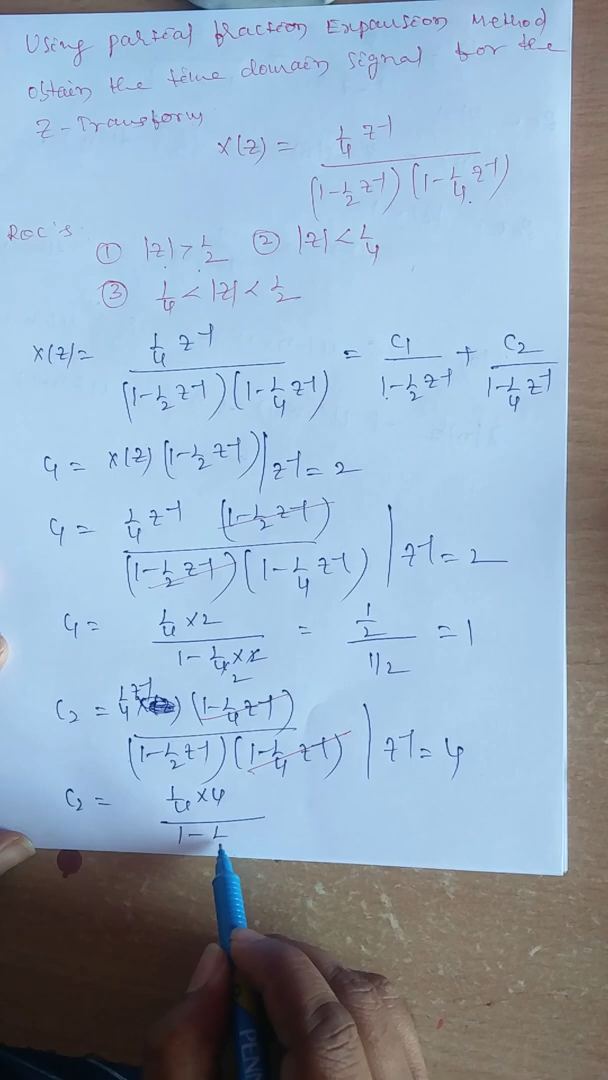 Using partial fraction Expansion Method
obtain the time domain signal for the
Z-Transform
X(Z) = 1/4 Z^-1 / (1-1/2 Z^-1) (1-1/4 Z^-1)
ROC's
① |Z| > 1/2 ② |Z| < 1/4
③ 1/4 < |Z| < 1/2
X(Z) = 1/4 Z^-1 / (1-1/2 Z^-1) (1-1/4 Z^-1) = C1 / 1-1/2 Z^-1 + C2 / 1-1/4 Z^-1
C1 = X(Z) (1-1/2 Z^-1) | Z^-1 = 2
C1 = 1/4 Z^-1 (1-1/2 Z^-1) / (1-1/2 Z^-1) (1-1/4 Z^-1) | Z^-1 = 2
C1 = 1/4 × 2 / 1 - 1/4 × 2 = 1/2 / 1/2 = 1
2
C2 = 1/4 Z^-1 (1-1/4 Z^-1) / (1-1/2 Z^-1) (1-1/4 Z^-1) | Z^-1 = 4
C2 = 1/4 × 4 / 1 - 1
PEN